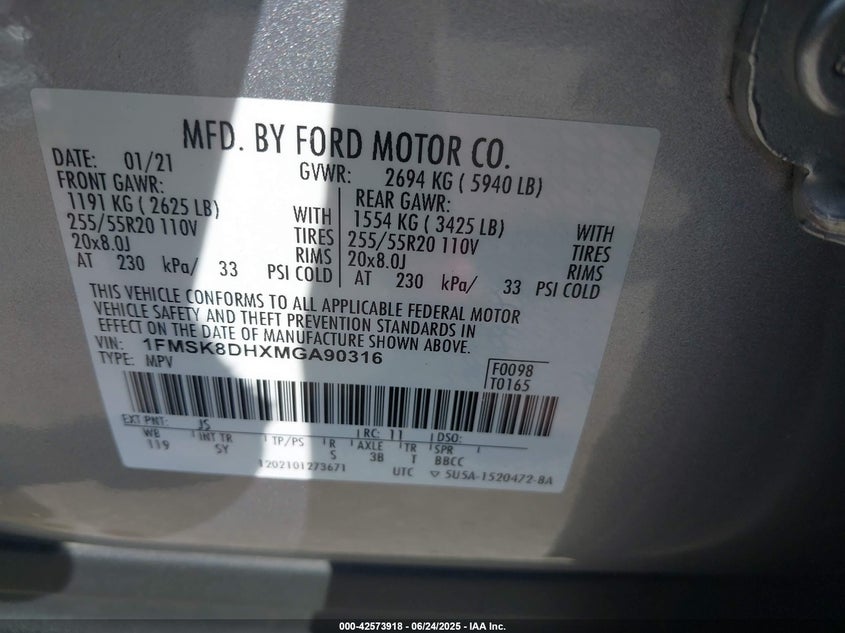 MFD. BY FORD MOTOR CO.
DATE: 01/21 GVWR: 2694 KG ( 5940 LB)
FRONT GAWR: REAR GAWR:
1191 KG ( 2625 LB) WITH 1554 KG ( 3425 LB) WITH
255/55R20 110V TIRES 255/55R20 110V TIRES
20x8.0J RIMS 20x8.0J RIMS
AT 230 kPa/ 33 PSI COLD AT 230 kPa/ 33 PSI COLD
THIS VEHICLE CONFORMS TO ALL APPLICABLE FEDERAL MOTOR
VEHICLE SAFETY AND THEFT PREVENTION STANDARDS IN
EFFECT ON THE DATE OF MANUFACTURE SHOWN ABOVE.
VIN: 1FMSK8DHXMGA90316
TYPE: MPV
F0098
T0165
EXT PNT: JS RC: 11 DSO:
WB INT TR TP/PS R AXLE TR SPR
119 SY S 3B T BBCC
1202101273671 UTC ▽ 5U5A-1520472-BA
000-42573918 - 06/24/2025 - IAA Inc.